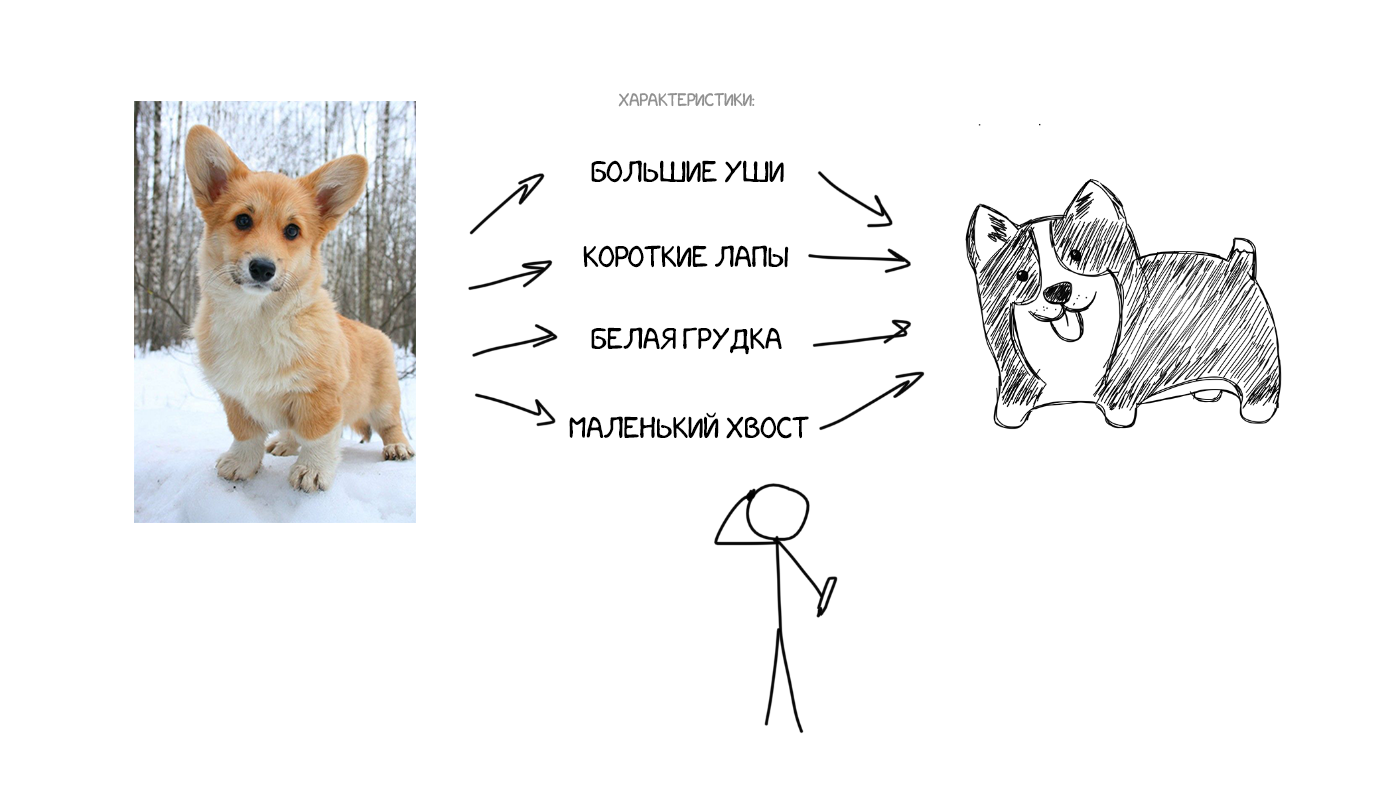 ХАРАКТЕРИСТИКИ:
БОЛЬШИЕ УШИ
КОРОТКИЕ ЛАПЫ
БЕЛАЯ ГРУДКА
МАЛЕНЬКИЙ ХВОСТ